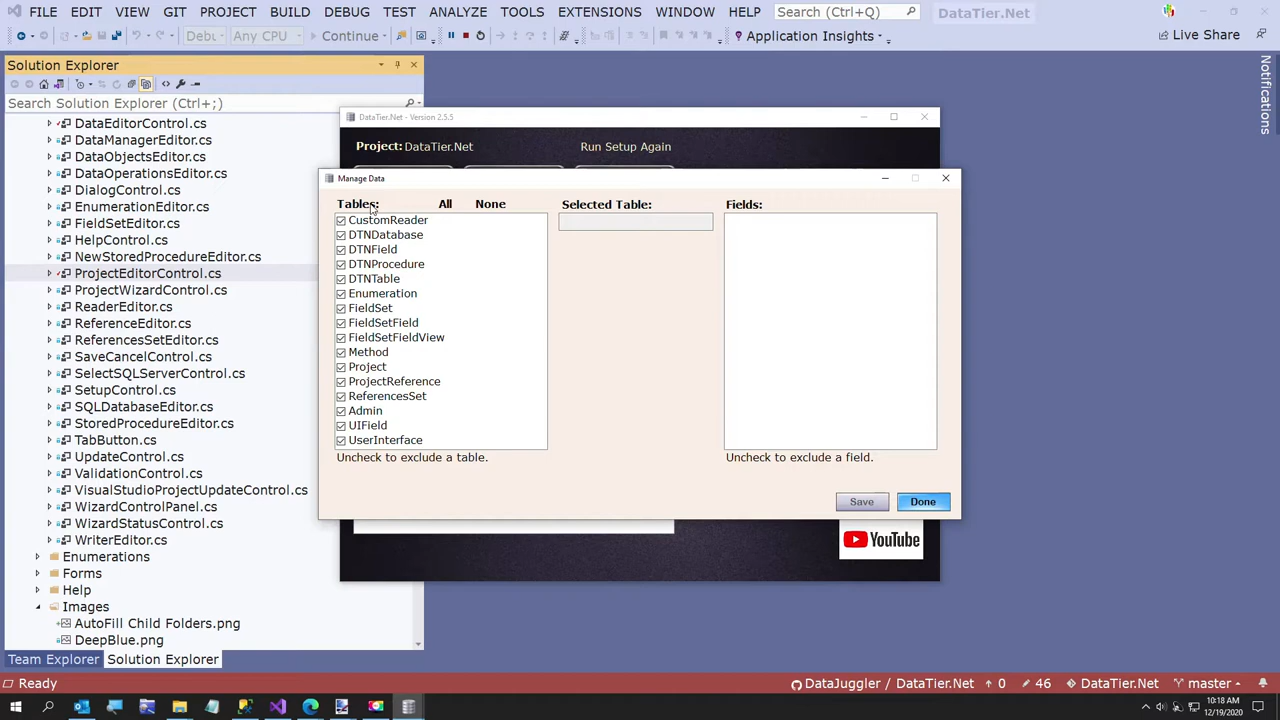 FILE EDIT VIEW GIT PROJECT BUILD DEBUG TEST ANALYZE TOOLS EXTENSIONS WINDOW HELP Search (Ctrl+Q) DataTier.Net
Debu Any CPU Continue Application Insights Live Share
Solution Explorer
Search Solution Explorer (Ctrl+;)
DataEditorControl.cs
DataManagerEditor.cs
DataObjectsEditor.cs
DataOperationsEditor.cs
DialogControl.cs
EnumerationEditor.cs
FieldSetEditor.cs
HelpControl.cs
NewStoredProcedureEditor.cs
ProjectEditorControl.cs
ProjectWizardControl.cs
ReaderEditor.cs
ReferenceEditor.cs
ReferencesSetEditor.cs
SaveCancelControl.cs
SelectSQLServerControl.cs
SetupControl.cs
SQLDatabaseEditor.cs
StoredProcedureEditor.cs
TabButton.cs
UpdateControl.cs
ValidationControl.cs
VisualStudioProjectUpdateControl.cs
WizardControlPanel.cs
WizardStatusControl.cs
WriterEditor.cs
Enumerations
Forms
Help
Images
AutoFill Child Folders.png
DeepBlue.png
Team Explorer Solution Explorer
DataTier.Net - Version 2.5.5
Project: DataTier.Net Run Setup Again
Manage Data
Tables: All None Selected Table: Fields:
CustomReader
DTNDatabase
DTNField
DTNProcedure
DTNTable
Enumeration
FieldSet
FieldSetField
FieldSetFieldView
Method
Project
ProjectReference
ReferencesSet
Admin
UIField
UserInterface
Uncheck to exclude a table. Uncheck to exclude a field.
Save Done
YouTube
Notifications
Ready DataJuggler / DataTier.Net 0 46 DataTier.Net master
10:18 AM
12/19/2020